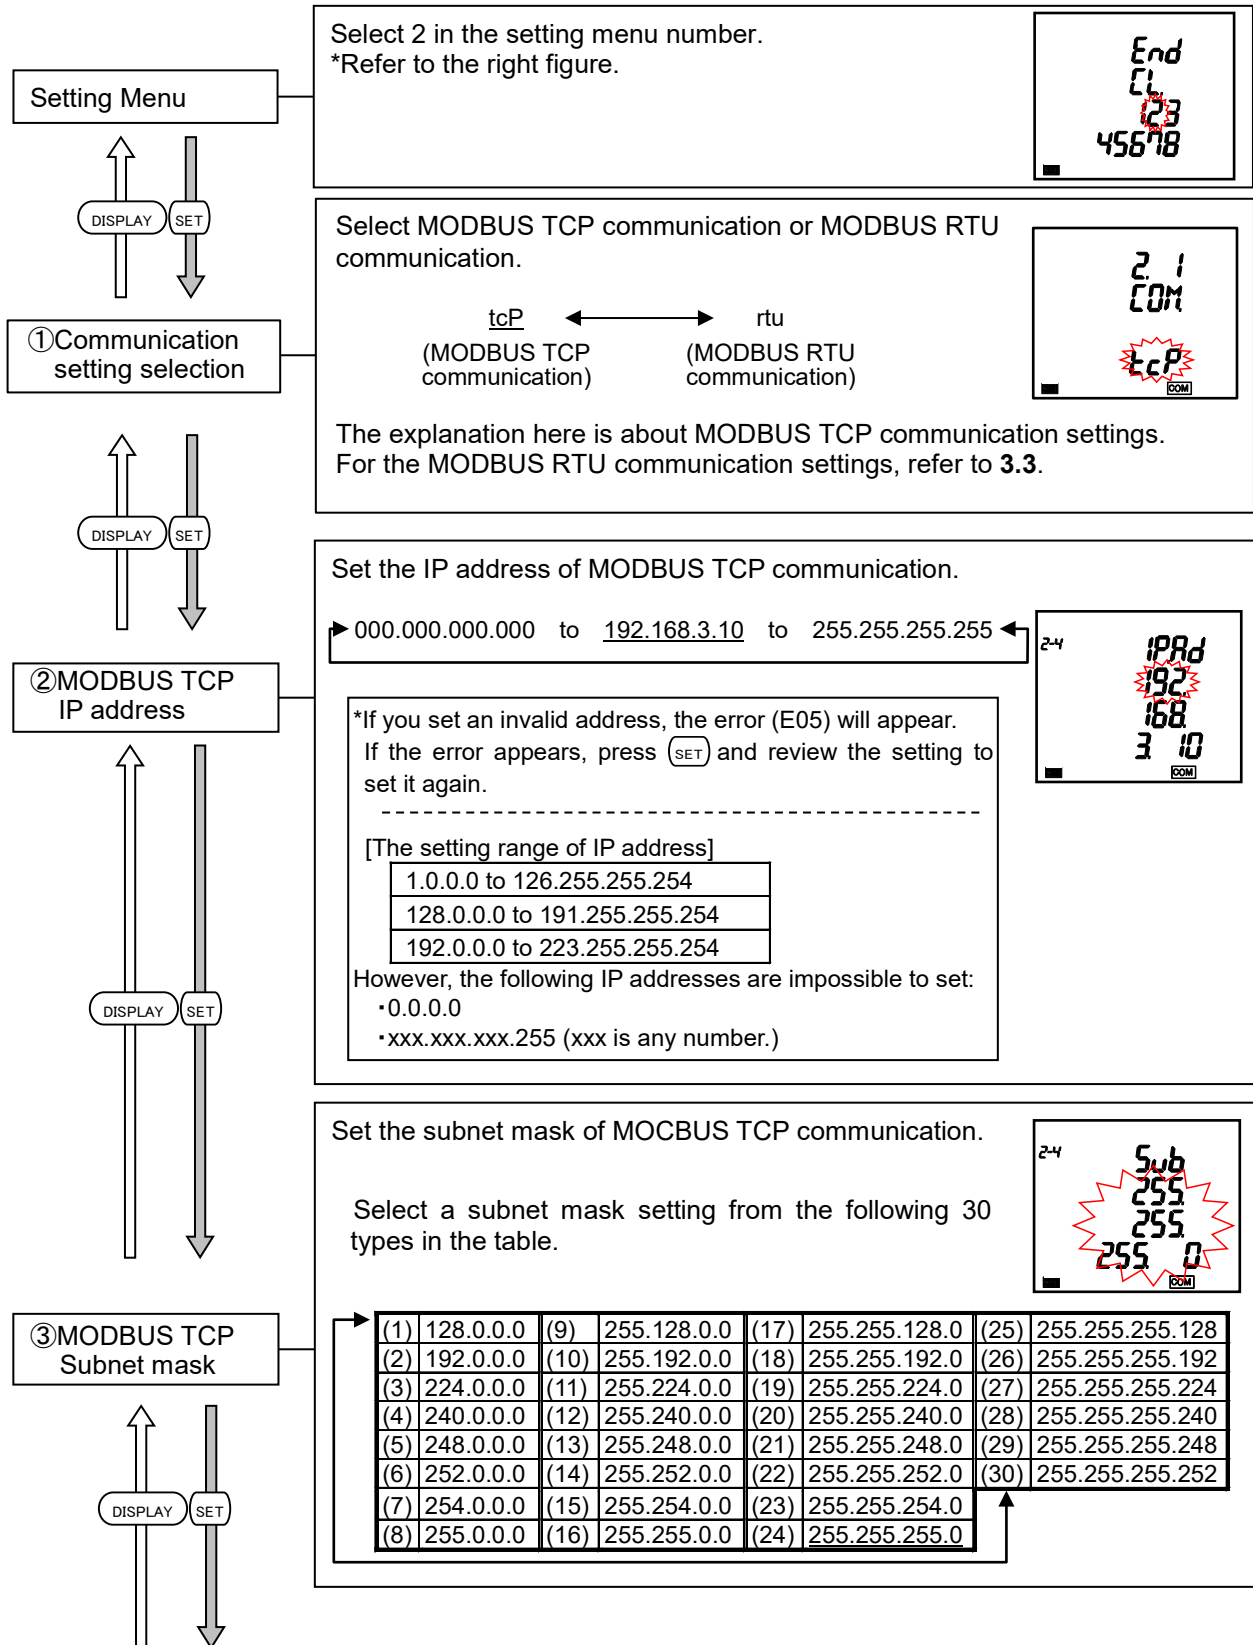 Select 2 in the setting menu number.
*Refer to the right figure.
End
CL.
123
45678
Setting Menu
DISPLAY SET
Select MODBUS TCP communication or MODBUS RTU
communication.
tcP rtu
(MODBUS TCP (MODBUS RTU
communication) communication)
2. 1
COM.
tcP
COM
The explanation here is about MODBUS TCP communication settings.
For the MODBUS RTU communication settings, refer to 3.3.
①Communication
setting selection
DISPLAY SET
Set the IP address of MODBUS TCP communication.
000.000.000.000 to 192.168.3.10 to 255.255.255.255
2-4 IPAd
192.
168.
3. 10
COM
②MODBUS TCP
IP address
*If you set an invalid address, the error (E05) will appear.
If the error appears, press SET and review the setting to
set it again.
[The setting range of IP address]
1.0.0.0 to 126.255.255.254
128.0.0.0 to 191.255.255.254
192.0.0.0 to 223.255.255.254
However, the following IP addresses are impossible to set:
・0.0.0.0
・xxx.xxx.xxx.255 (xxx is any number.)
DISPLAY SET
Set the subnet mask of MOCBUS TCP communication.
Select a subnet mask setting from the following 30
types in the table.
2-4 Sub
255.
255.
255. 0
COM
③MODBUS TCP
Subnet mask
(1) 128.0.0.0 (9) 255.128.0.0 (17) 255.255.128.0 (25) 255.255.255.128
(2) 192.0.0.0 (10) 255.192.0.0 (18) 255.255.192.0 (26) 255.255.255.192
(3) 224.0.0.0 (11) 255.224.0.0 (19) 255.255.224.0 (27) 255.255.255.224
(4) 240.0.0.0 (12) 255.240.0.0 (20) 255.255.240.0 (28) 255.255.255.240
(5) 248.0.0.0 (13) 255.248.0.0 (21) 255.255.248.0 (29) 255.255.255.248
(6) 252.0.0.0 (14) 255.252.0.0 (22) 255.255.252.0 (30) 255.255.255.252
(7) 254.0.0.0 (15) 255.254.0.0 (23) 255.255.254.0
(8) 255.0.0.0 (16) 255.255.0.0 (24) 255.255.255.0
DISPLAY SET